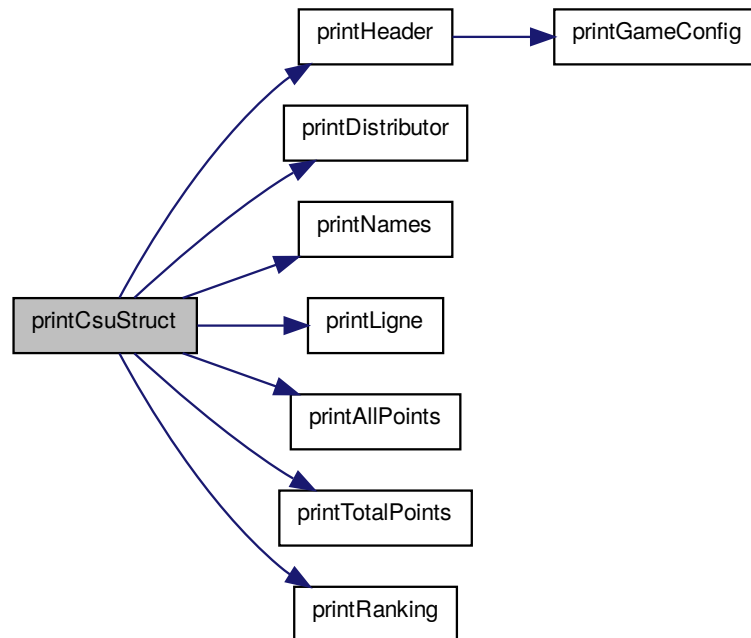 printHeader
printGameConfig
printDistributor
printNames
printCsuStruct
printLigne
printAllPoints
printTotalPoints
printRanking